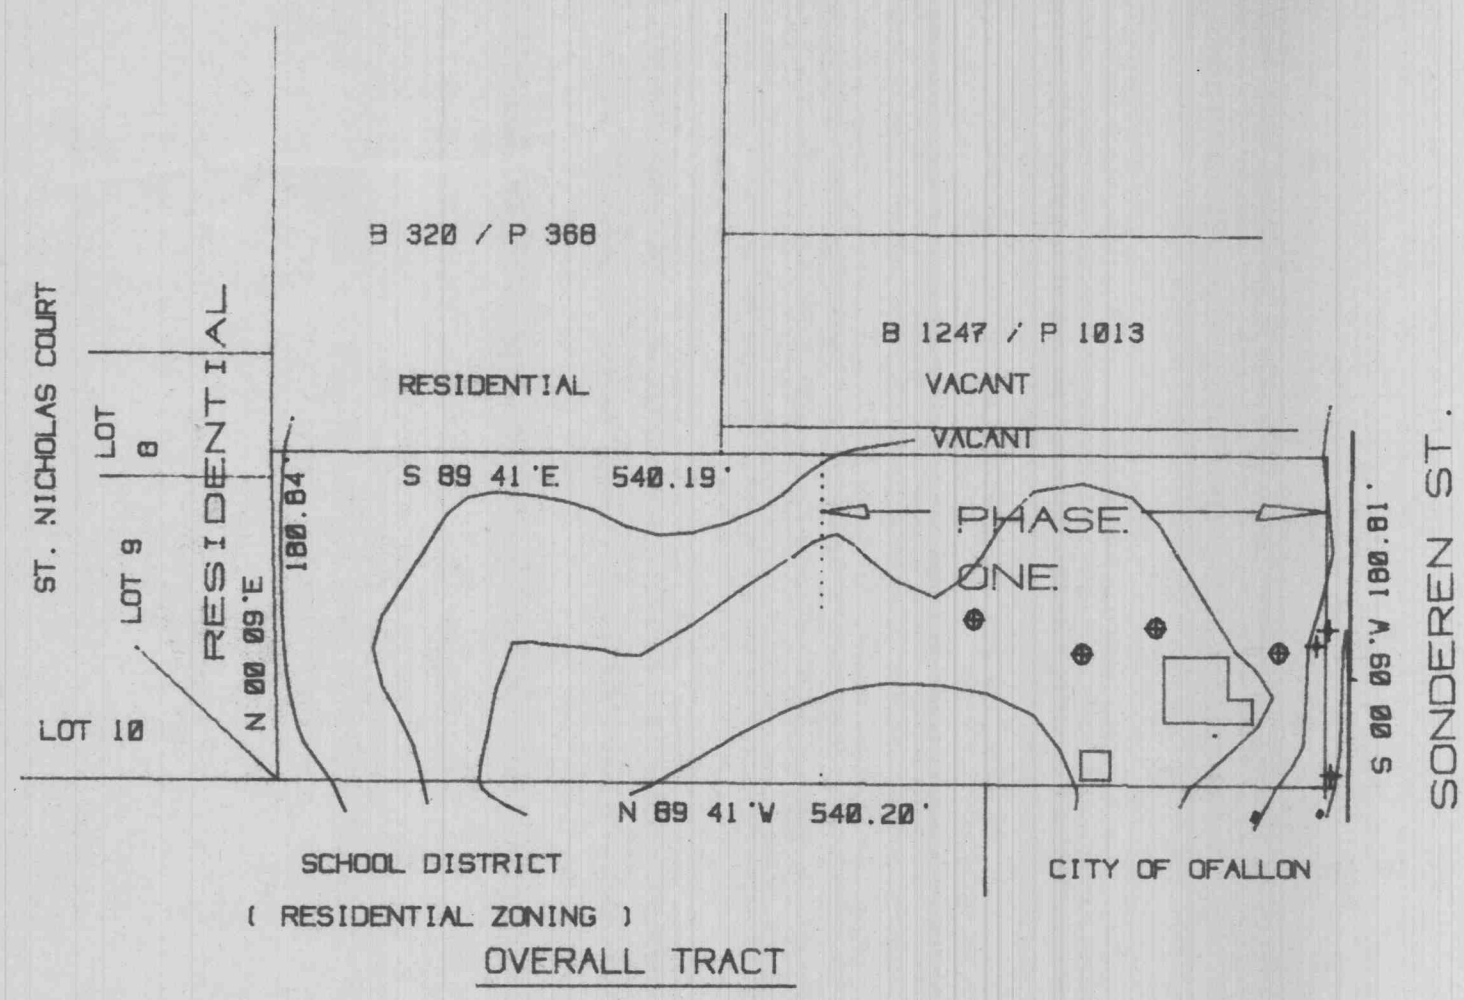 B 320 / P 368
B 1247 / P 1013
VACANT
RESIDENTIAL
VACANT
ST. NICHOLAS COURT
LOT
8
LOT 9
RESIDENTIAL
LOT 10
N 00 09'E
180.84'
S 89 41'E 540.19'
PHASE
ONE
S 00 09'W 180.81'
SONDEREN ST.
N 89 41'W 540.20'
SCHOOL DISTRICT
( RESIDENTIAL ZONING )
CITY OF OFALLON
OVERALL TRACT